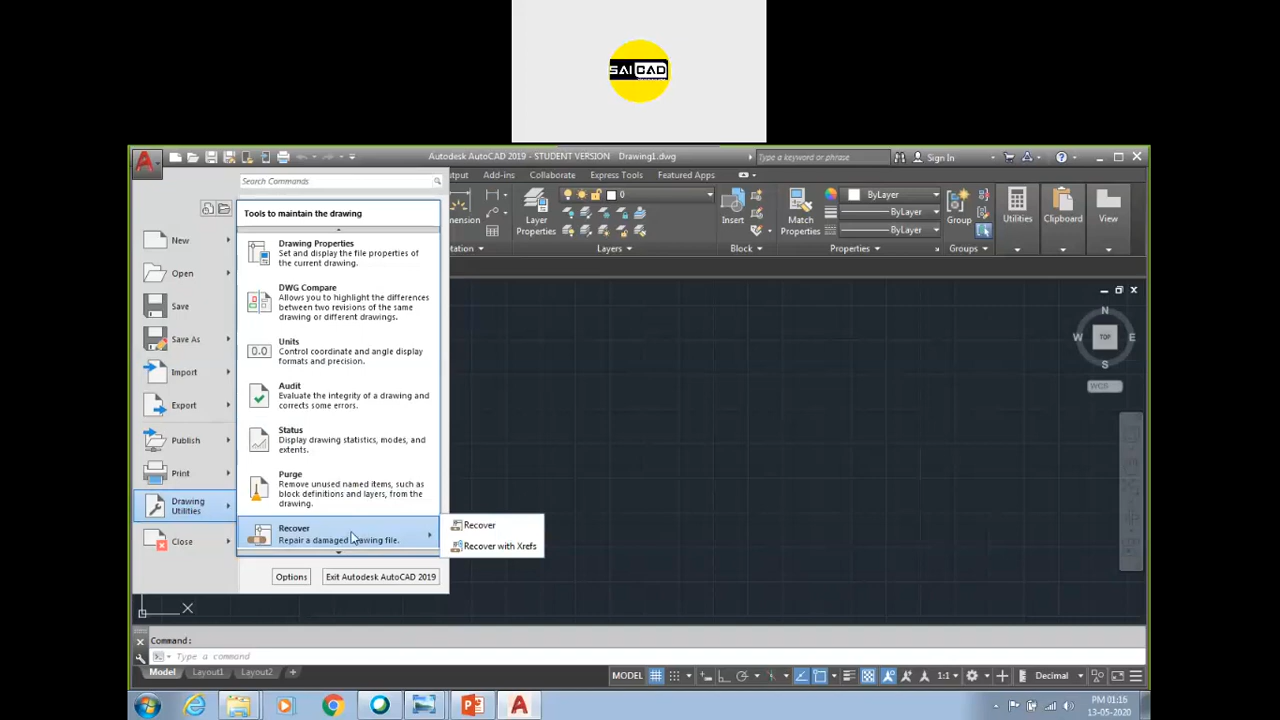 SAI CAD
Autodesk AutoCAD 2019 - STUDENT VERSION Drawing1.dwg
Type a keyword or phrase
Sign In
Search Commands
Add-ins Collaborate Express Tools Featured Apps
Tools to maintain the drawing
New
Open
Save
Save As
Import
Export
Publish
Print
Drawing
Utilities
Close
Drawing Properties
Set and display the file properties of
the current drawing.
DWG Compare
Allows you to highlight the differences
between two revisions of the same
drawing or different drawings.
Units
Control coordinate and angle display
formats and precision.
0.0
Audit
Evaluate the integrity of a drawing and
corrects some errors.
Status
Display drawing statistics, modes, and
extents.
Purge
Remove unused named items, such as
block definitions and layers, from the
drawing.
Recover
Repair a damaged drawing file.
Recover
Recover with Xrefs
Options
Exit Autodesk AutoCAD 2019
0
Layer
Properties
Layers
Insert
Block
Match
Properties
ByLayer
ByLayer
ByLayer
Properties
Group
Groups
Utilities
Clipboard
View
N
W TOP E
S
WCS
Command:
Type a command
Model Layout1 Layout2 +
MODEL
1:1
Decimal
PM 01:15
13-05-2020